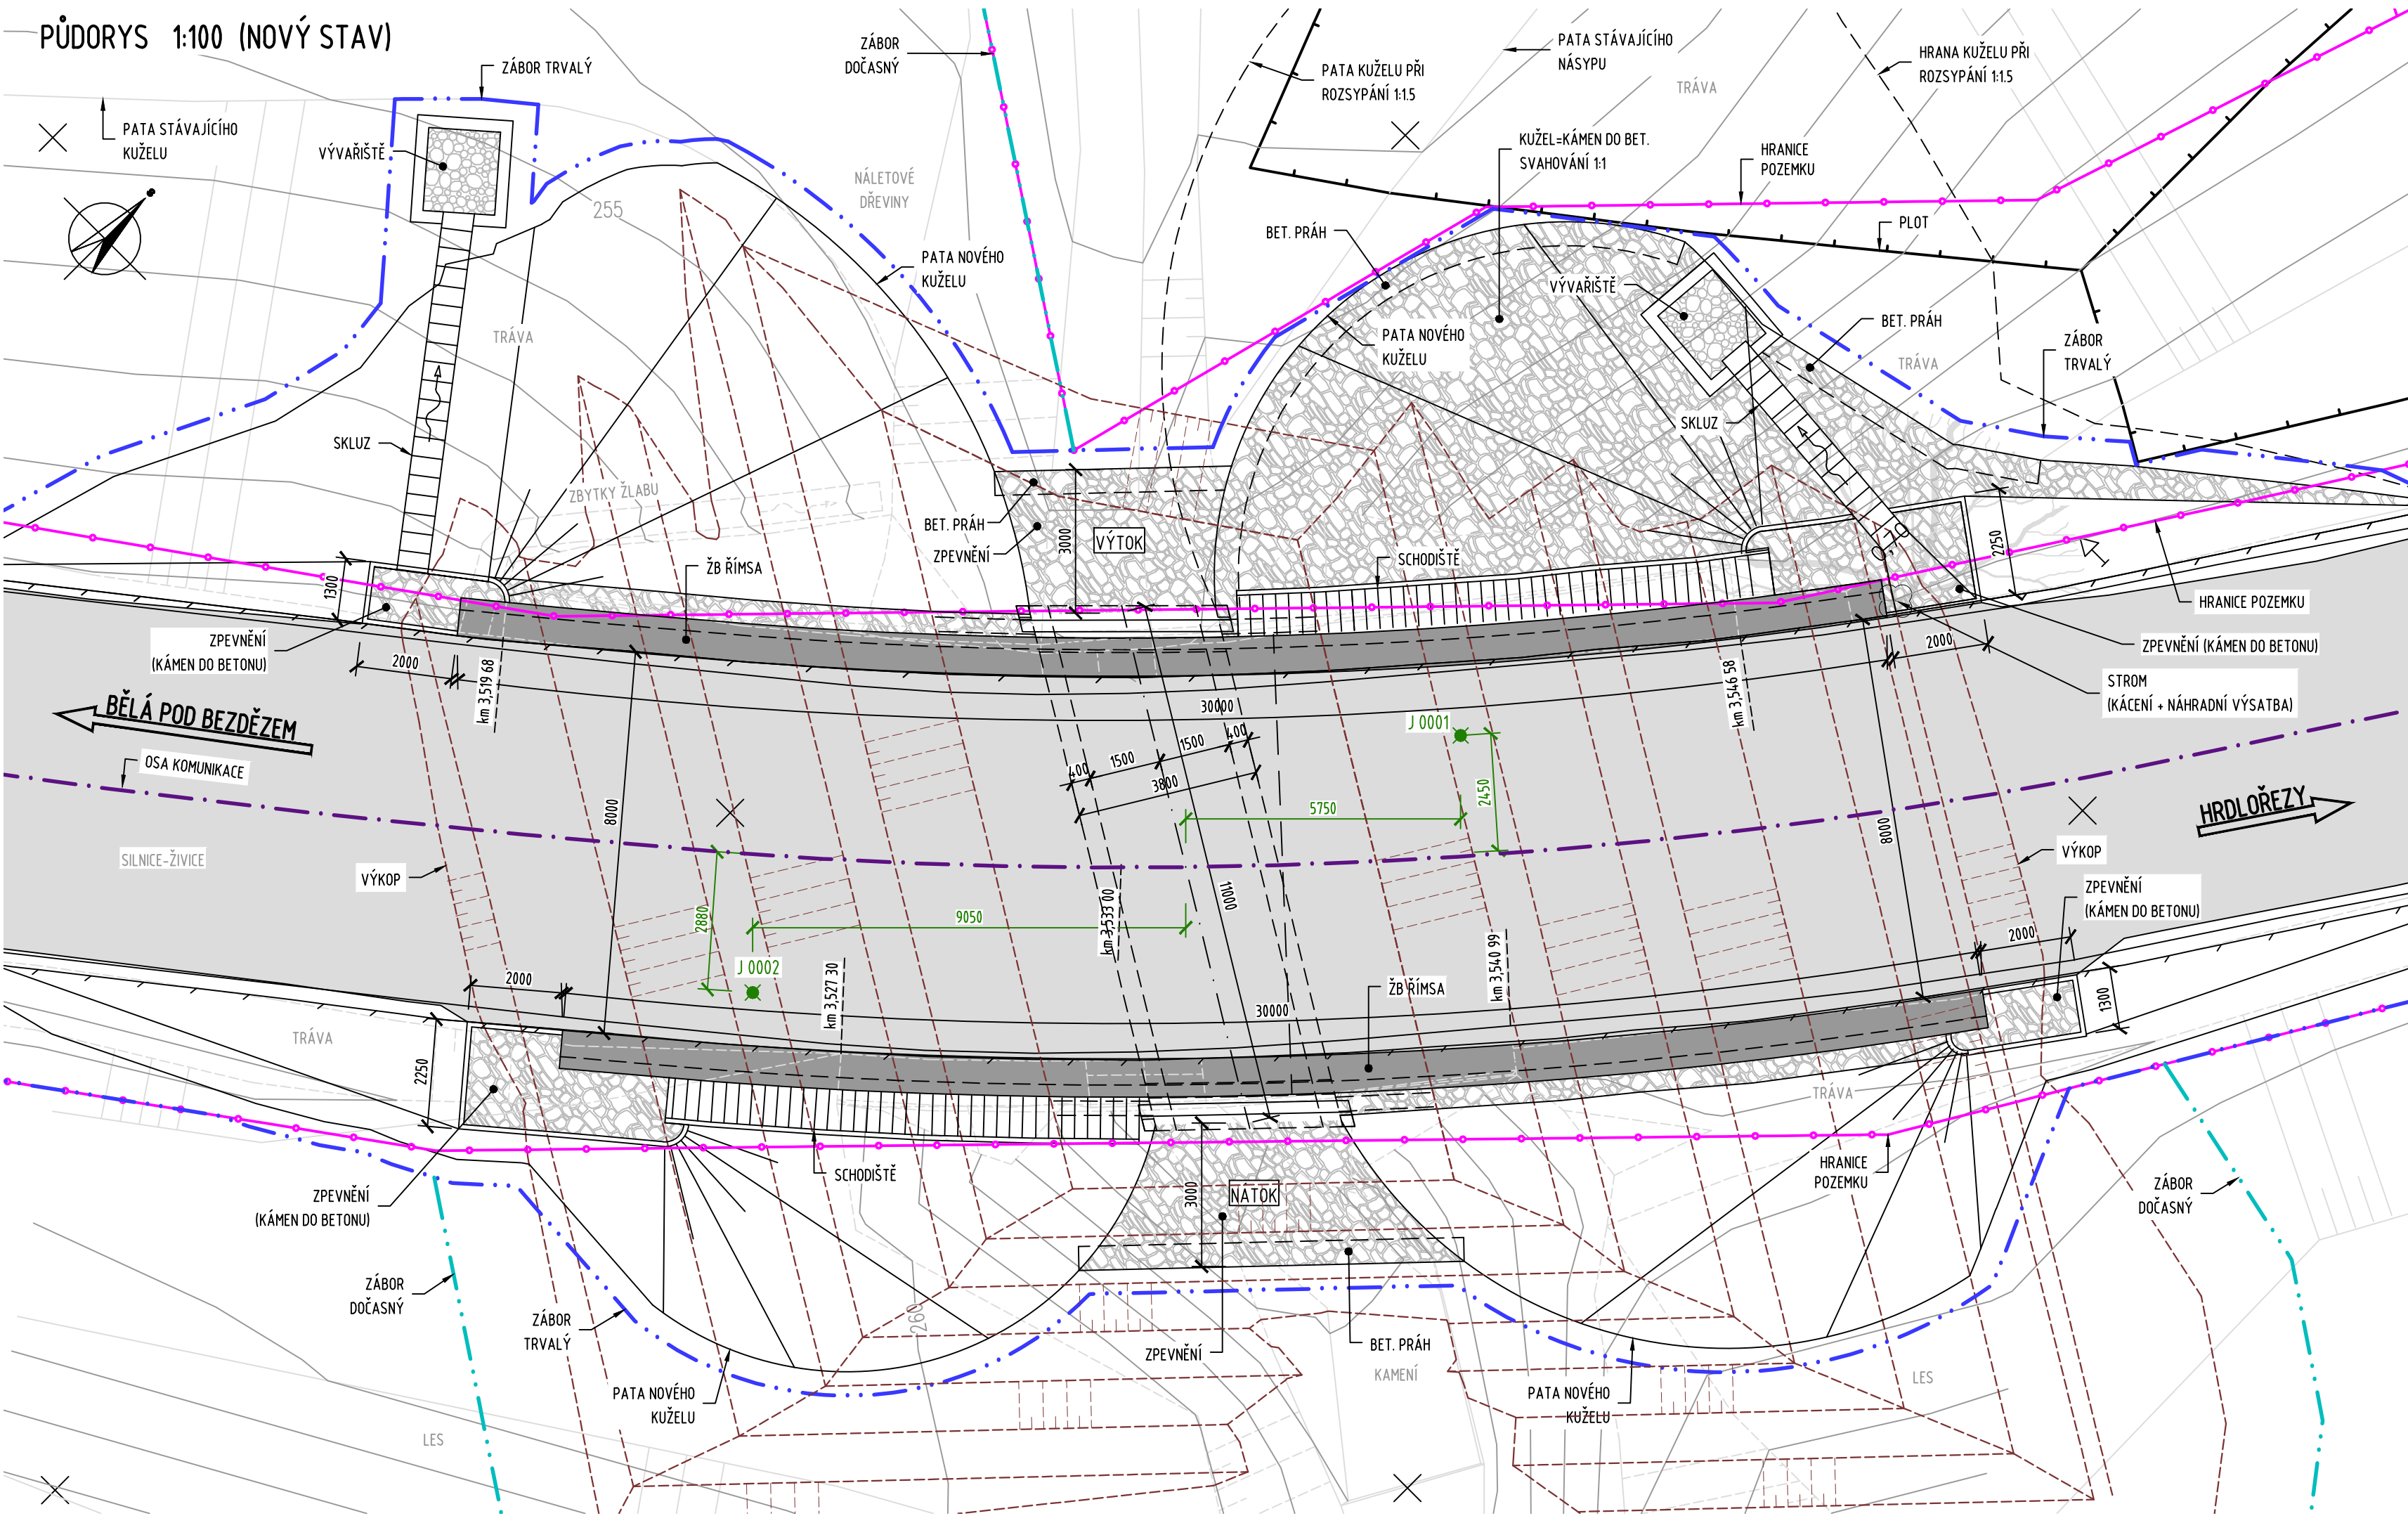 PŮDORYS 1:100 (NOVÝ STAV)
ZÁBOR TRVALÝ
ZÁBOR
DOČASNÝ
PATA STÁVAJÍCÍHO
NÁSYPU
HRANA KUŽELU PŘI
ROZSYPÁNÍ 1:1.5
PATA KUŽELU PŘI
ROZSYPÁNÍ 1:1.5
TRÁVA
PATA STÁVAJÍCÍHO
KUŽELU
VÝVAŘIŠTĚ
KUŽEL=KÁMEN DO BET.
SVAHOVÁNÍ 1:1
HRANICE
POZEMKU
NÁLETOVÉ
DŘEVINY
255
BET. PRÁH
PLOT
PATA NOVÉHO
KUŽELU
VÝVAŘIŠTĚ
TRÁVA
PATA NOVÉHO
KUŽELU
BET. PRÁH
ZÁBOR
TRVALÝ
TRÁVA
SKLUZ
SKLUZ
ZBYTKY ŽLABU
BET. PRÁH
ZPEVNĚNÍ
3000
VÝTOK
SCHODIŠTĚ
2250
ŽB ŘÍMSA
1300
HRANICE POZEMKU
ZPEVNĚNÍ
(KÁMEN DO BETONU)
2000
km 3,519 68
2000
ZPEVNĚNÍ (KÁMEN DO BETONU)
km 3,546 58
STROM
(KÁCENÍ + NÁHRADNÍ VÝSATBA)
BĚLÁ POD BEZDĚZEM
30000
J 0001
OSA KOMUNIKACE
400
1500
1500
400
3800
2450
5750
8000
8000
HRDLOŘEZY
SILNICE-ŽIVICE
VÝKOP
VÝKOP
11000
km 3,533 00
2880
9050
ZPEVNĚNÍ
(KÁMEN DO BETONU)
J 0002
km 3,527 30
km 3,540 99
2000
2000
ŽB ŘÍMSA
30000
1300
TRÁVA
2250
TRÁVA
SCHODIŠTĚ
HRANICE
POZEMKU
ZPEVNĚNÍ
(KÁMEN DO BETONU)
3000
NÁTOK
ZÁBOR
DOČASNÝ
ZÁBOR
DOČASNÝ
ZÁBOR
TRVALÝ
260
ZPEVNĚNÍ
BET. PRÁH
KAMENÍ
LES
PATA NOVÉHO
KUŽELU
PATA NOVÉHO
KUŽELU
LES